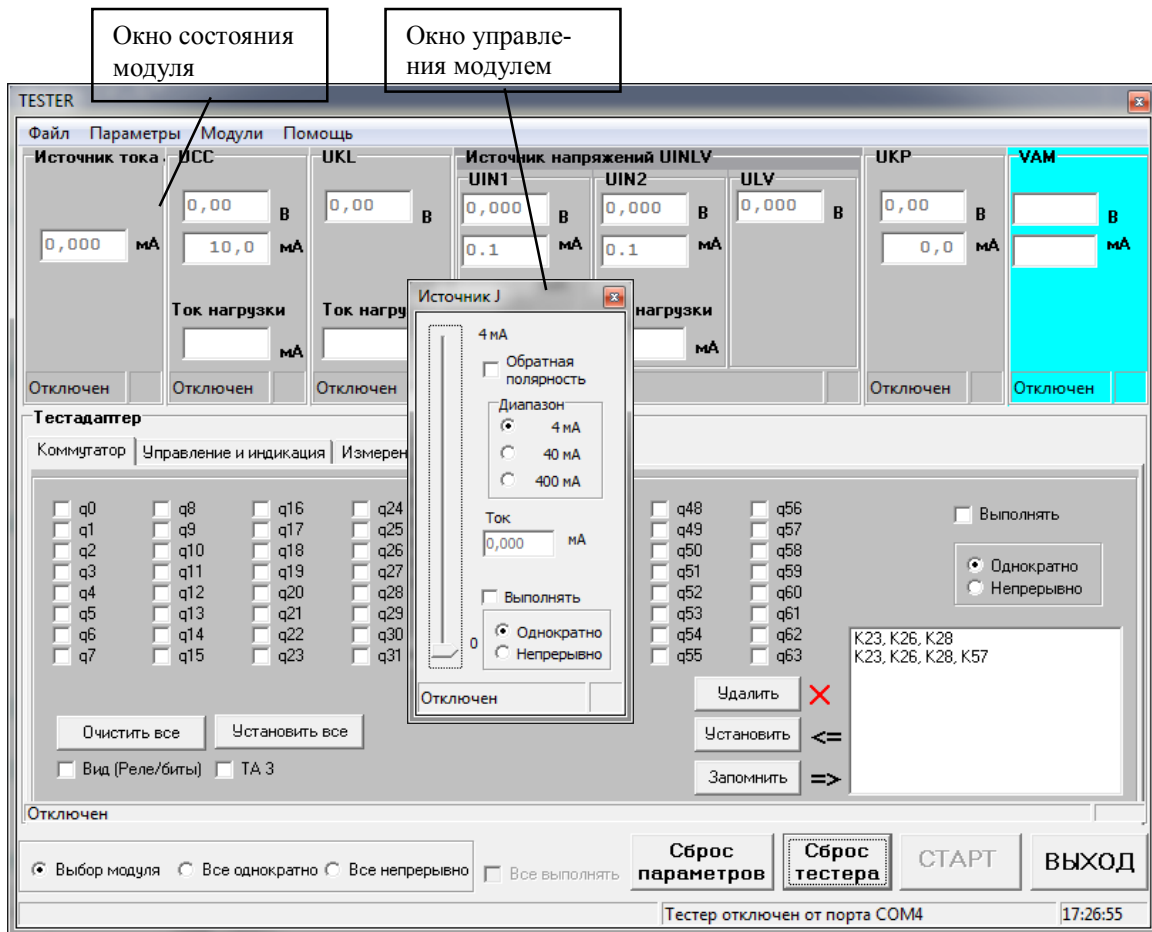 Окно состояния
модуля
Окно управле-
ния модулем
TESTER
Файл Параметры Модули Помощь
Источник тока
UCC
UKL
Источник напряжений UINLV
UKP
VAM
UIN1
UIN2
ULV
0,00 В
0,00 В
0,000 В
0,000 В
0,000 В
0,00 В
В
0,000 мА
10,0 мА
0.1 мА
0.1 мА
0,0 мА
мА
Ток нагрузки
Ток нагру
нагрузки
мА
мА
Отключен
Отключен
Отключен
Отключен
Отключен
Источник J
4 мА
Обратная
полярность
Диапазон
4 мА
40 мА
400 мА
Ток
0,000 мА
Выполнять
0
Однократно
Непрерывно
Отключен
Тестадаптер
Коммутатор Управление и индикация Измерен
q0 q8 q16 q24 q48 q56
q1 q9 q17 q25 q49 q57
q2 q10 q18 q26 q50 q58
q3 q11 q19 q27 q51 q59
q4 q12 q20 q28 q52 q60
q5 q13 q21 q29 q53 q61
q6 q14 q22 q30 q54 q62
q7 q15 q23 q31 q55 q63
Выполнять
Однократно
Непрерывно
K23, K26, K28
K23, K26, K28, K57
Удалить
Установить <=
Запомнить =>
Очистить все Установить все
Вид (Реле/биты) ТА 3
Отключен
Выбор модуля Все однократно Все непрерывно Все выполнять
Сброс
параметров
Сброс
тестера
СТАРТ
ВЫХОД
Тестер отключен от порта COM4 17:26:55